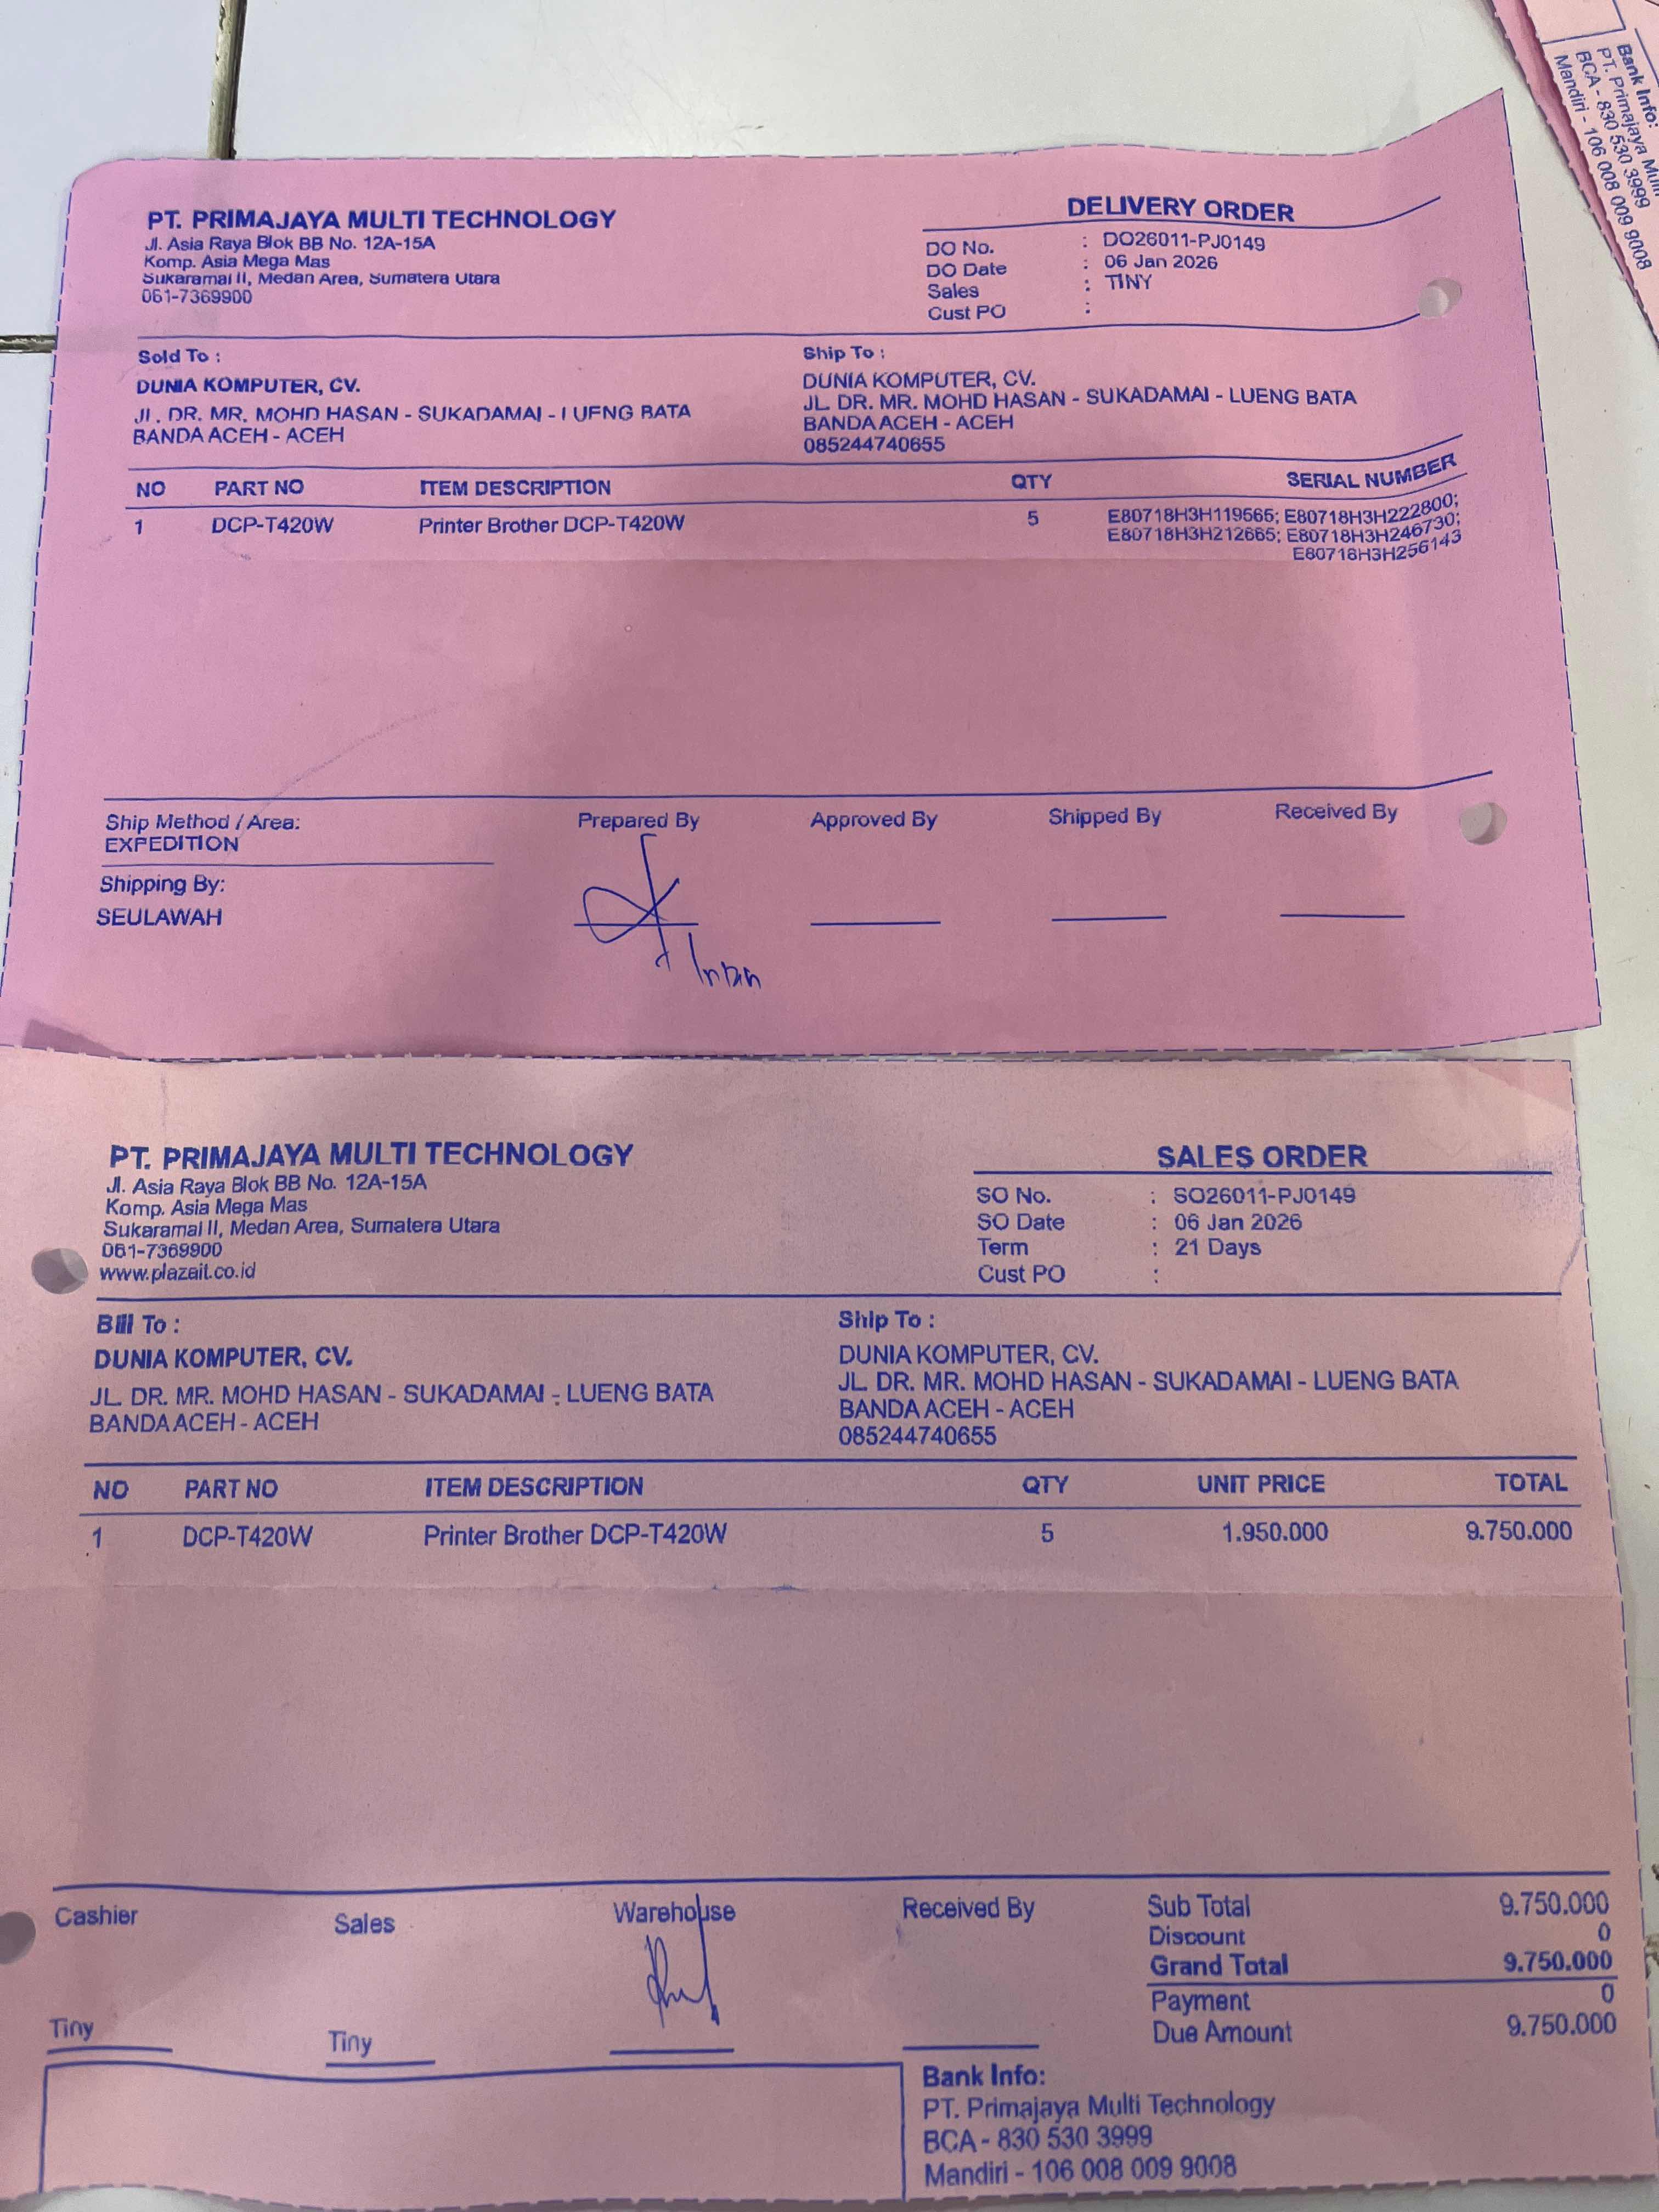 Bank Info:
PT. Primajaya Multi
BCA - 830 530 3999
Mandiri - 106 008 009 9008
PT. PRIMAJAYA MULTI TECHNOLOGY
Jl. Asia Raya Blok BB No. 12A-15A
Komp. Asia Mega Mas
Sukaramai II, Medan Area, Sumatera Utara
061-7369900
DELIVERY ORDER
DO No. : DO26011-PJ0149
DO Date : 06 Jan 2026
Sales : TINY
Cust PO :
Sold To :
DUNIA KOMPUTER, CV.
JL. DR. MR. MOHD HASAN - SUKADAMAI - LUENG BATA
BANDA ACEH - ACEH
Ship To :
DUNIA KOMPUTER, CV.
JL. DR. MR. MOHD HASAN - SUKADAMAI - LUENG BATA
BANDA ACEH - ACEH
085244740655
NO PART NO ITEM DESCRIPTION QTY SERIAL NUMBER
1 DCP-T420W Printer Brother DCP-T420W 5 E80718H3H119565; E80718H3H222800;
E80718H3H212665; E80718H3H246730;
E80718H3H256143
Ship Method / Area:
EXPEDITION
Shipping By:
SEULAWAH
Prepared By Approved By Shipped By Received By
PT. PRIMAJAYA MULTI TECHNOLOGY
Jl. Asia Raya Blok BB No. 12A-15A
Komp. Asia Mega Mas
Sukaramai II, Medan Area, Sumatera Utara
061-7369900
www.plazait.co.id
SALES ORDER
SO No. : SO26011-PJ0149
SO Date : 06 Jan 2026
Term : 21 Days
Cust PO :
Bill To :
DUNIA KOMPUTER, CV.
JL. DR. MR. MOHD HASAN - SUKADAMAI - LUENG BATA
BANDA ACEH - ACEH
Ship To :
DUNIA KOMPUTER, CV.
JL. DR. MR. MOHD HASAN - SUKADAMAI - LUENG BATA
BANDA ACEH - ACEH
085244740655
NO PART NO ITEM DESCRIPTION QTY UNIT PRICE TOTAL
1 DCP-T420W Printer Brother DCP-T420W 5 1.950.000 9.750.000
Cashier Sales Warehouse Received By
Tiny Tiny
Sub Total 9.750.000
Discount 0
Grand Total 9.750.000
Payment 0
Due Amount 9.750.000
Bank Info:
PT. Primajaya Multi Technology
BCA - 830 530 3999
Mandiri - 106 008 009 9008